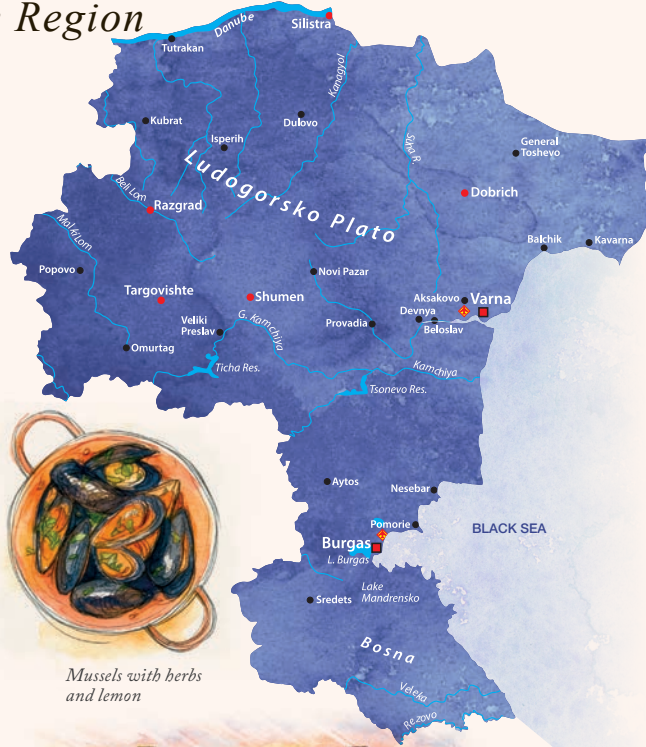 Region
Danube
Silistra
Tutrakan
Kanagyol
Kubrat
Dulovo
Isperih
Suha R.
General
Toshevo
Ludogorsko Plato
Beli Lom
Razgrad
Dobrich
Malki Lom
Balchik
Kavarna
Popovo
Novi Pazar
Targovishte
Shumen
Aksakovo
Varna
Devnya
Beloslav
Veliki
Preslav
G. Kamchiya
Provadia
Omurtag
Ticha Res.
Kamchiya
Tsonevo Res.
Aytos
Nesebar
Pomorie
BLACK SEA
Burgas
L. Burgas
Lake
Mandrensko
Sredets
Bosna
Veleka
Rezovo
Mussels with herbs
and lemon